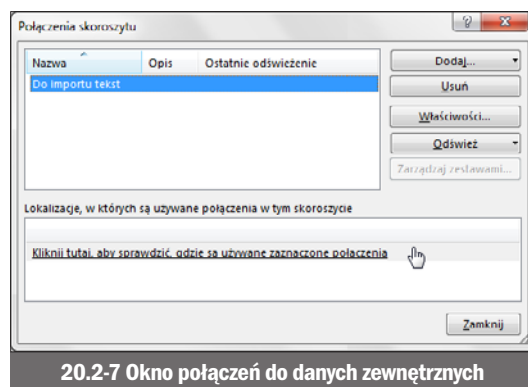 Połączenia skoroszytu
Nazwa Opis Ostatnie odświeżenie
Do importu tekst
Dodaj...
Usuń
Właściwości...
Odśwież
Zarządzaj zestawami...
Lokalizacje, w których są używane połączenia w tym skoroszycie
Kliknij tutaj, aby sprawdzić, gdzie są używane zaznaczone połączenia
Zamknij
20.2-7 Okno połączeń do danych zewnętrznych